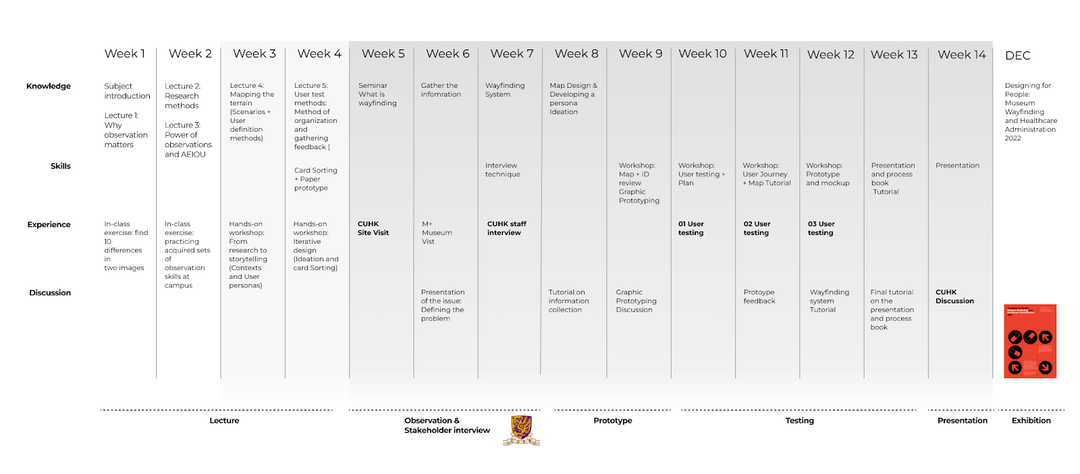 Week 1
Week 2
Week 3
Week 4
Week 5
Week 6
Week 7
Week 8
Week 9
Week 10
Week 11
Week 12
Week 13
Week 14
DEC
Knowledge
Subject
introduction
Lecture 1:
Why
observation
matters
Lecture 2:
Research
methods
Lecture 3:
Power of
observations
and AEIOU
Lecture 4:
Mapping the
terrain
(Scenarios +
User
definition
methods)
Lecture 5:
User test
methods:
Method of
organization
and
gathering
feedback (
Seminar
What is
wayfinding
Gather the
infomration
Wayfinding
System
Map Design &
Developing a
persona
Ideation
Designing for
People:
Museum
Wayfinding
and Healthcare
Administration
2022
Skills
Card Sorting
+ Paper
prototype
Interview
technique
Workshop:
Map + ID
review
Graphic
Prototyping
Workshop:
User testing +
Plan
Workshop:
User Journey
+ Map Tutorial
Workshop:
Prototype
and mockup
Presentation
and process
book
Tutorial
Presentation
Experience
In-class
exercise: find
10
differences
in
two images
In-class
exercise:
practicing
acquired sets
of
observation
skills at
campus
Hands-on
workshop:
From
research to
storytelling
(Contexts
and User
personas)
Hands-on
workshop:
Iterative
design
(Ideation and
card Sorting)
CUHK
Site Visit
M+
Museum
Vist
CUHK staff
interview
01 User
testing
02 User
testing
03 User
testing
Discussion
Presentation
of the issue:
Defining the
problem
Tutorial on
information
collection
Graphic
Prototyping
Discussion
Protoype
feedback
Wayfinding
system
Tutorial
Final tutorial
on the
presentation
and process
book
CUHK
Discussion
Lecture
Observation &
Stakeholder interview
Prototype
Testing
Presentation
Exhibition